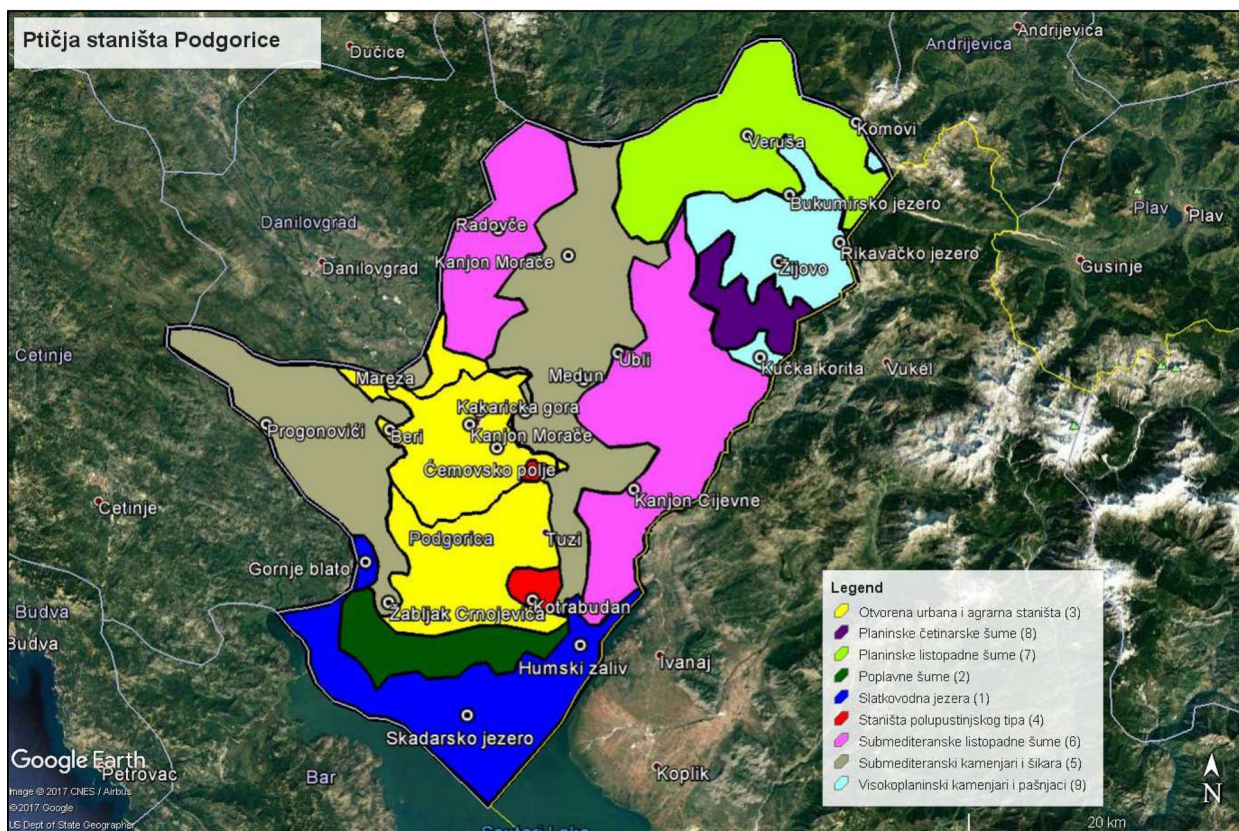 Ptičja staništa Podgorice
Dučice
Andrijevica
Andrijevica
Komovi
Veruša
Plav
Plav
Bukumirsko jezero
Danilovgrad
Radovče
Rikavačko jezero
Kanjon Morače
Danilovgrad
Žijovo
Gusinje
Cetinje
Ubli
Kučka korita
Vukël
Mareza
Medun
Kakaricka gora
Progonovići
Beri
Kanjon Morače
Ćemovsko polje
Kanjon Cijevne
Cetinje
Podgorica
Tuzi
Gornje blato
Budva
Žabljak Crnojevića
Kotrabudan
Budva
Humski zaliv
Ivanaj
Skadarsko jezero
Petrovac
Bar
Koplik
Legend
Otvorena urbana i agrarna staništa (3)
Planinske četinarske šume (8)
Planinske listopadne šume (7)
Poplavne šume (2)
Slatkovodna jezera (1)
Staništa polupustinjskog tipa (4)
Submediteranske listopadne šume (6)
Submediteranski kamenjari i šikara (5)
Visokoplaninski kamenjari i pašnjaci (9)
Google Earth
Image © 2017 CNES / Airbus
© 2017 Google
US Dept of State Geographer
N
20 km